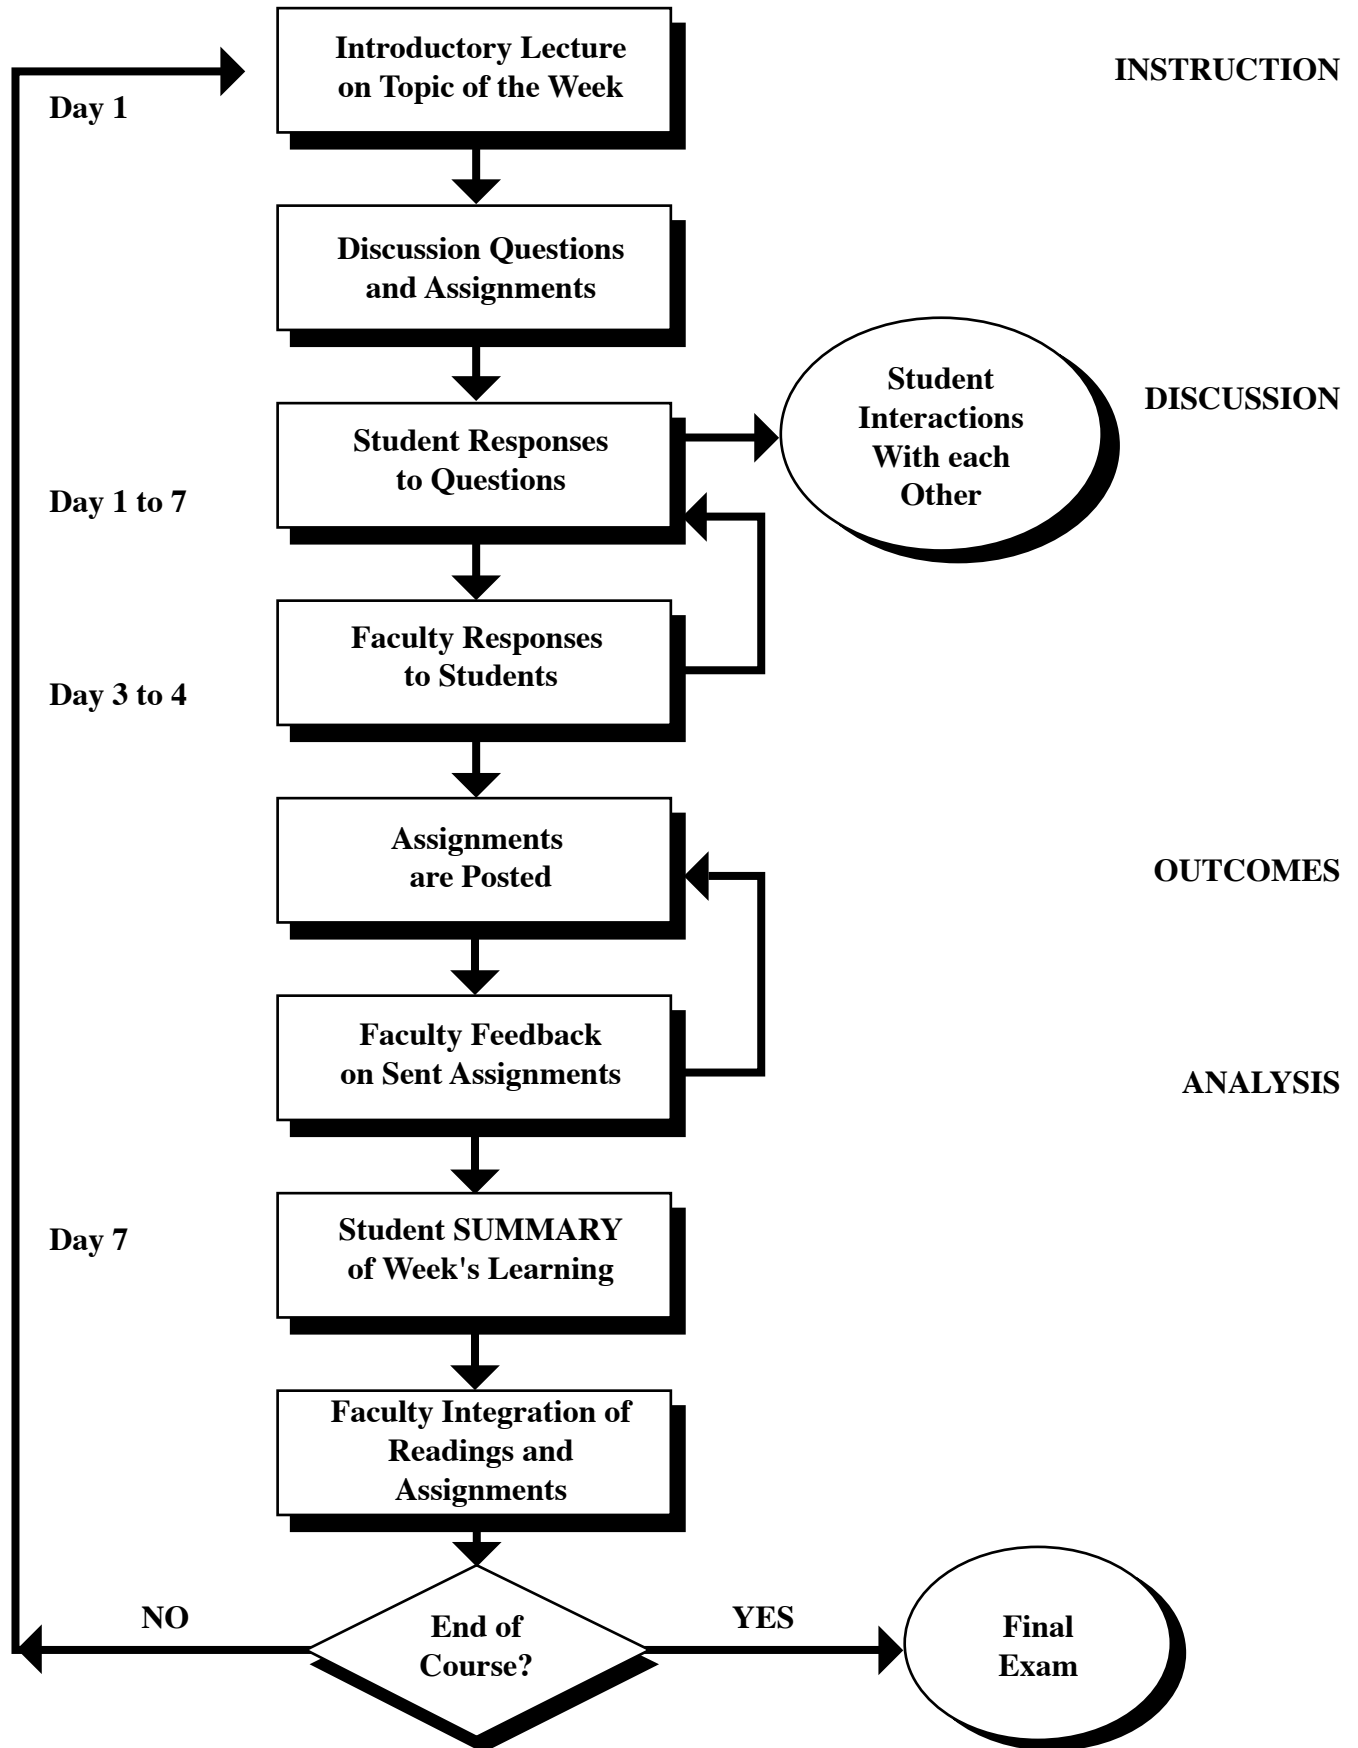 Introductory Lecture
on Topic of the Week
INSTRUCTION
Day 1
Discussion Questions
and Assignments
Student
Interactions
With each
Other
DISCUSSION
Student Responses
to Questions
Day 1 to 7
Faculty Responses
to Students
Day 3 to 4
Assignments
are Posted
OUTCOMES
Faculty Feedback
on Sent Assignments
ANALYSIS
Student SUMMARY
of Week's Learning
Day 7
Faculty Integration of
Readings and
Assignments
NO
End of
Course?
YES
Final
Exam